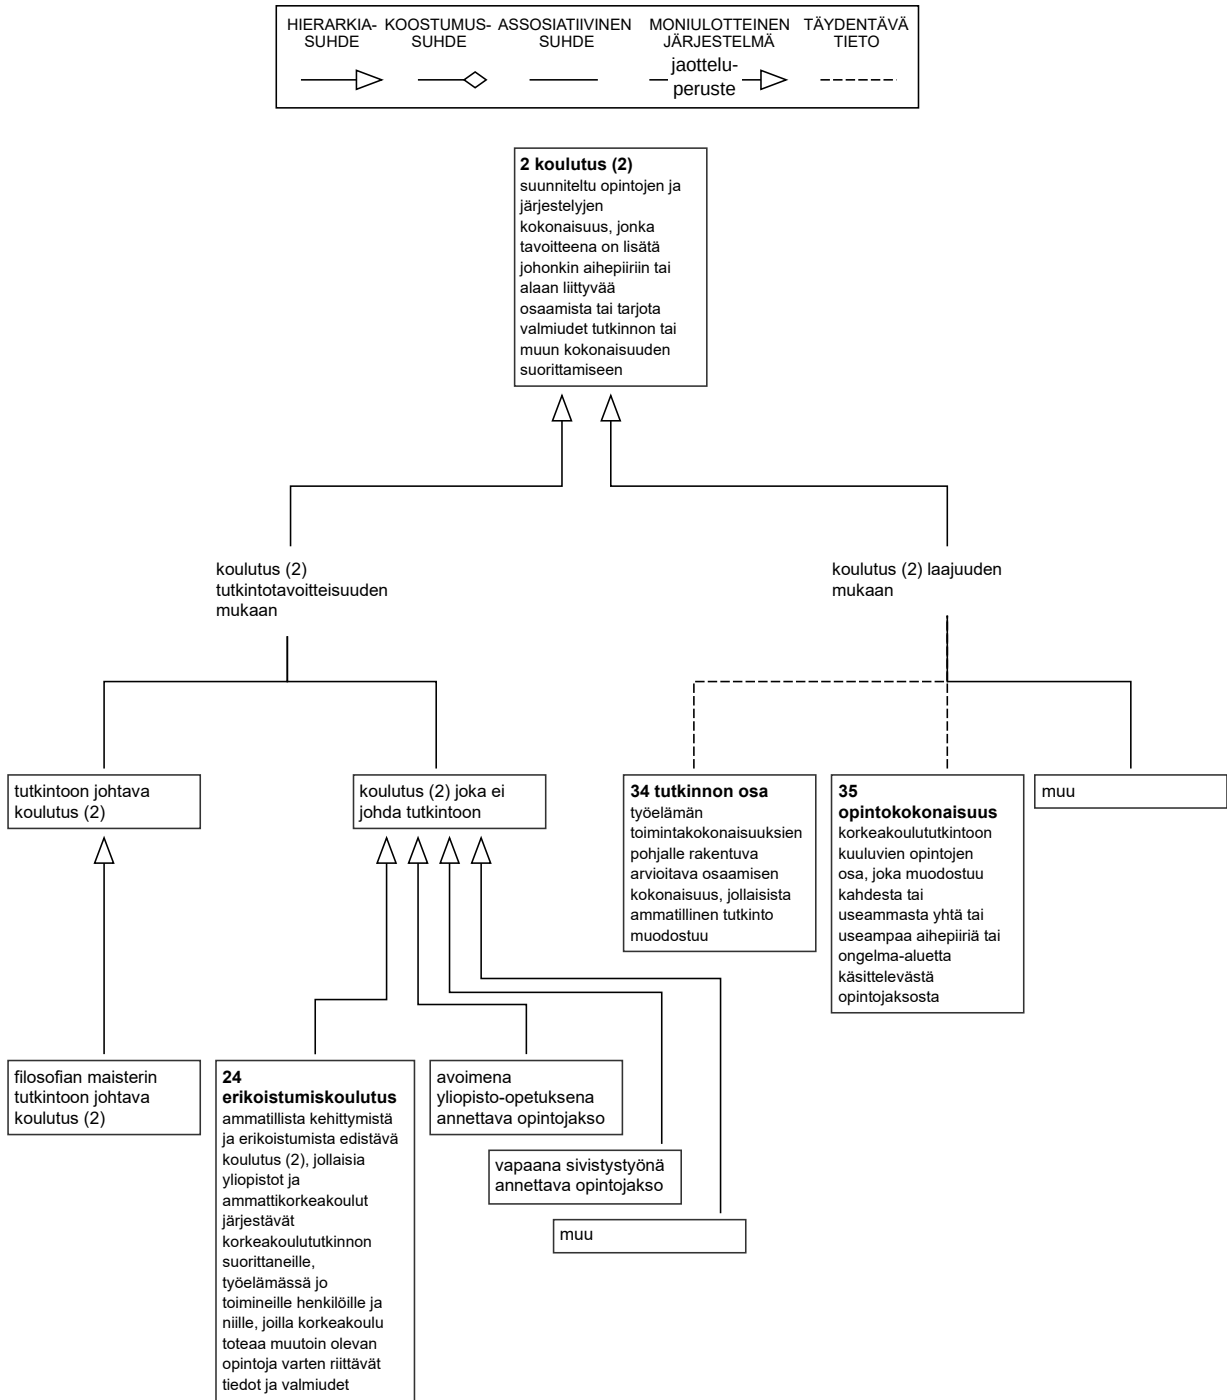 HIERARKIA-
SUHDE
KOOSTUMUS-
SUHDE
ASSOSIATIIVINEN
SUHDE
MONIULOTTEINEN
JÄRJESTELMÄ
jaottelu-
peruste
TÄYDENTÄVÄ
TIETO
2 koulutus (2)
suunniteltu opintojen ja
järjestelyjen
kokonaisuus, jonka
tavoitteena on lisätä
johonkin aihepiiriin tai
alaan liittyvää
osaamista tai tarjota
valmiudet tutkinnon tai
muun kokonaisuuden
suorittamiseen
koulutus (2)
tutkintotavoitteisuuden
mukaan
koulutus (2) laajuuden
mukaan
tutkintoon johtava
koulutus (2)
koulutus (2) joka ei
johda tutkintoon
34 tutkinnon osa
työelämän
toimintakokonaisuuksien
pohjalle rakentuva
arvioitava osaamisen
kokonaisuus, jollaisista
ammatillinen tutkinto
muodostuu
35
opintokokonaisuus
korkeakoulututkintoon
kuuluvien opintojen
osa, joka muodostuu
kahdesta tai
useammasta yhtä tai
useampaa aihepiiriä tai
ongelma-aluetta
käsittelevästä
opintojaksosta
muu
filosofian maisterin
tutkintoon johtava
koulutus (2)
24
erikoistumiskoulutus
ammatillista kehittymistä
ja erikoistumista edistävä
koulutus (2), jollaisia
yliopistot ja
ammattikorkeakoulut
järjestävät
korkeakoulututkinnon
suorittaneille,
työelämässä jo
toimineille henkilöille ja
niille, joilla korkeakoulu
toteaa muutoin olevan
opintoja varten riittävät
tiedot ja valmiudet
avoimena
yliopisto-opetuksena
annettava opintojakso
vapaana sivistystyönä
annettava opintojakso
muu